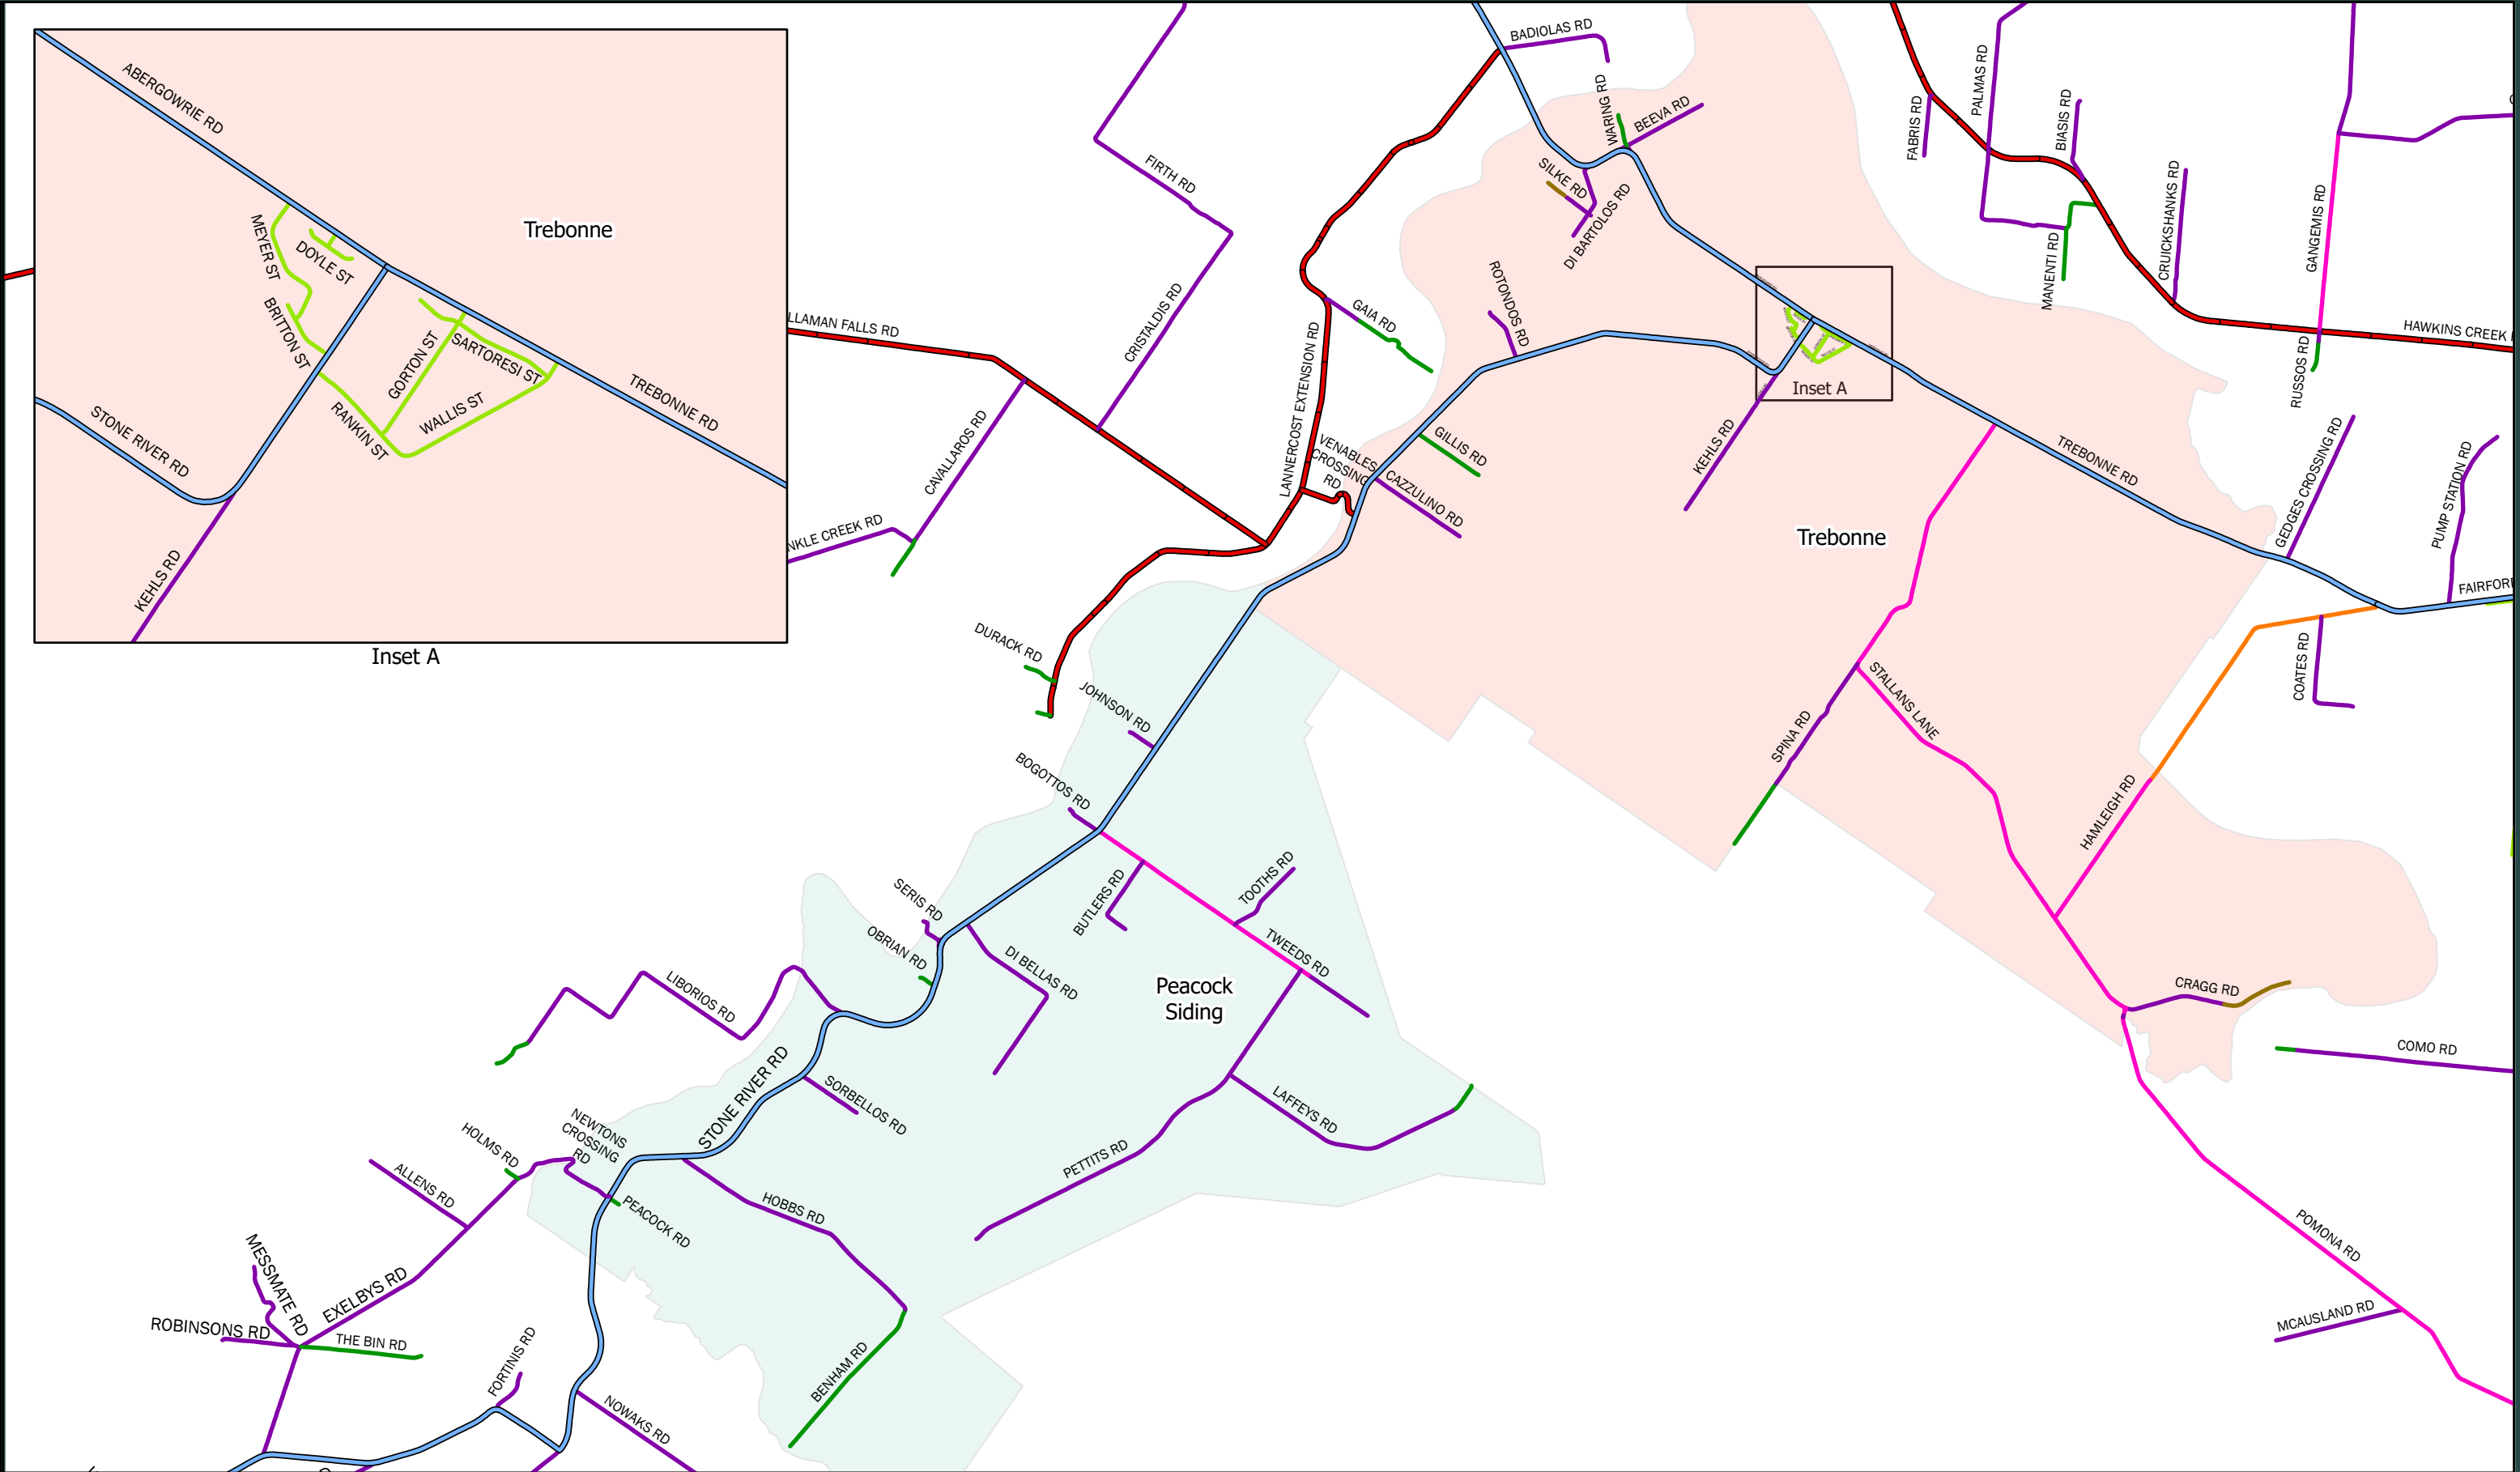 ABERGOWRIE RD
Trebonne
MEYER ST
DOYLE ST
BRITTON ST
GORTON ST
SARTORESI ST
TREBONNE RD
WALLIS ST
RANKIN ST
STONE RIVER RD
KEHLS RD
Inset A
BADIOLAS RD
WARING RD
BEEVA RD
SILKE RD
DI BARTOLOS RD
FIRTH RD
CRISTALDIS RD
LLAMAN FALLS RD
CAVALLAROS RD
NKLE CREEK RD
LANNERCOST EXTENSION RD
GAIA RD
ROTONDOS RD
VENABLES
CROSSING
RD
GILLIS RD
CAZZULINO RD
KEHLS RD
Inset A
FABRIS RD
PALMAS RD
BIASIS RD
MANENTI RD
CRUICKSHANKS RD
GANGEMIS RD
HAWKINS CREEK
RUSSOS RD
TREBONNE RD
GEDGES CROSSING RD
PUMP STATION RD
FAIRFOR
COATES RD
Trebonne
STALLANS LANE
SPINA RD
HAMLEIGH RD
CRAGG RD
COMO RD
POMONA RD
MCAUSLAND RD
DURACK RD
JOHNSON RD
BOGOTTOS RD
SERIS RD
OBRIAN RD
BUTLERS RD
TOOTHS RD
TWEEDS RD
DI BELLAS RD
Peacock
Siding
LIBORIOS RD
STONE RIVER RD
SORBELLOS RD
LAFFEYS RD
PETTITS RD
NEWTONS
CROSSING
RD
HOLMS RD
ALLENS RD
PEACOCK RD
HOBBS RD
BENHAM RD
MESSMATE RD
EXELBYS RD
ROBINSONS RD
THE BIN RD
FORTINIS RD
NOWAKS RD